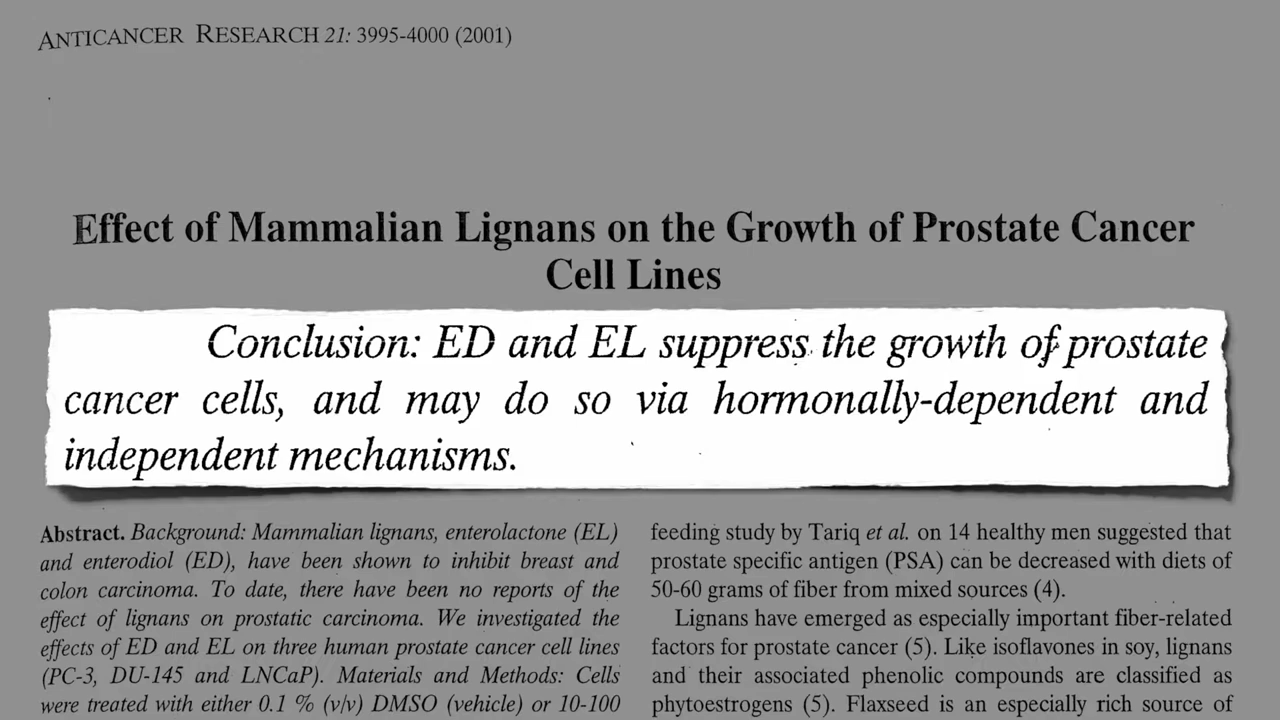 ANTICANCER RESEARCH 21: 3995-4000 (2001)
Effect of Mammalian Lignans on the Growth of Prostate Cancer
Cell Lines
Conclusion: ED and EL suppress the growth of prostate
cancer cells, and may do so via hormonally-dependent and
independent mechanisms.
Abstract. Background: Mammalian lignans, enterolactone (EL)
and enterodiol (ED), have been shown to inhibit breast and
colon carcinoma. To date, there have been no reports of the
effect of lignans on prostatic carcinoma. We investigated the
effects of ED and EL on three human prostate cancer cell lines
(PC-3, DU-145 and LNCaP). Materials and Methods: Cells
were treated with either 0.1 % (v/v) DMSO (vehicle) or 10-100
feeding study by Tariq et al. on 14 healthy men suggested that
prostate specific antigen (PSA) can be decreased with diets of
50-60 grams of fiber from mixed sources (4).
Lignans have emerged as especially important fiber-related
factors for prostate cancer (5). Like isoflavones in soy, lignans
and their associated phenolic compounds are classified as
phytoestrogens (5). Flaxseed is an especially rich source of